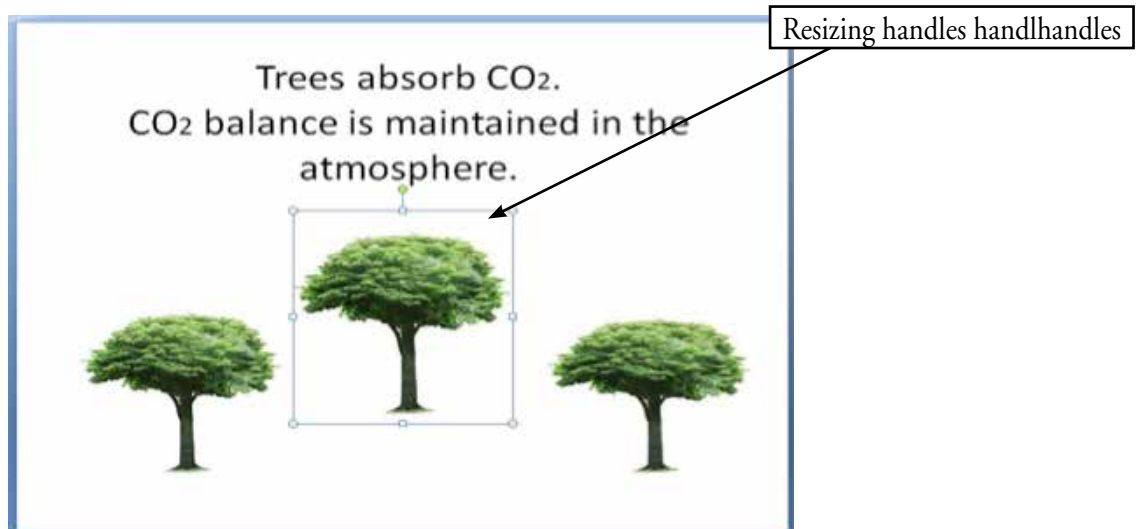 Resizing handles handlhandles
Trees absorb CO2.
CO2 balance is maintained in the
atmosphere.